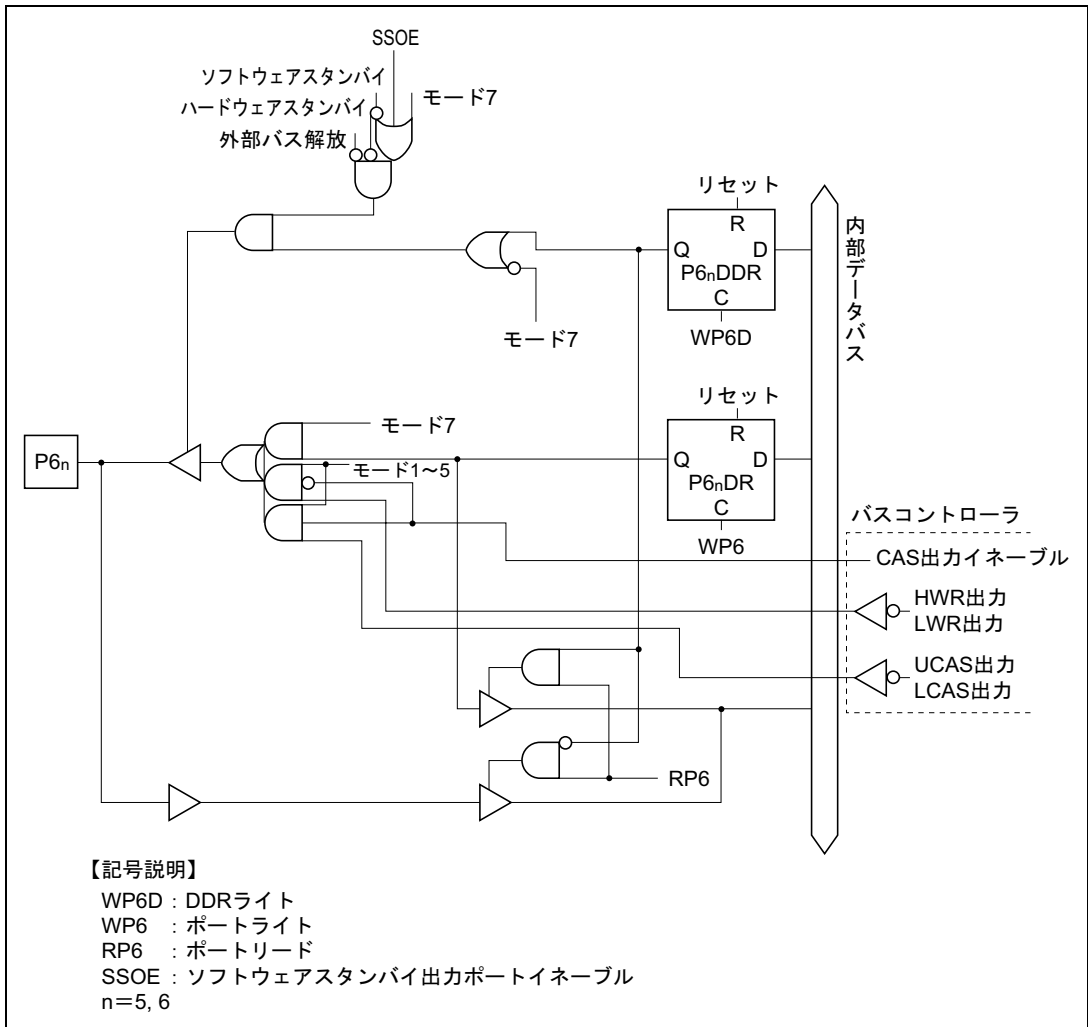 SSOE
ソフトウェアスタンバイ
ハードウェアスタンバイ
モード7
外部バス解放
リセット
R
Q
D
P6nDDR
C
WP6D
モード7
内部データバス
リセット
R
Q
D
P6nDR
C
WP6
モード7
モード1～5
P6n
バスコントローラ
CAS出力イネーブル
HWR出力
LWR出力
UCAS出力
LCAS出力
RP6
【記号説明】
WP6D : DDRライト
WP6 : ポートライト
RP6 : ポートリード
SSOE : ソフトウェアスタンバイ出力ポートイネーブル
n＝5, 6